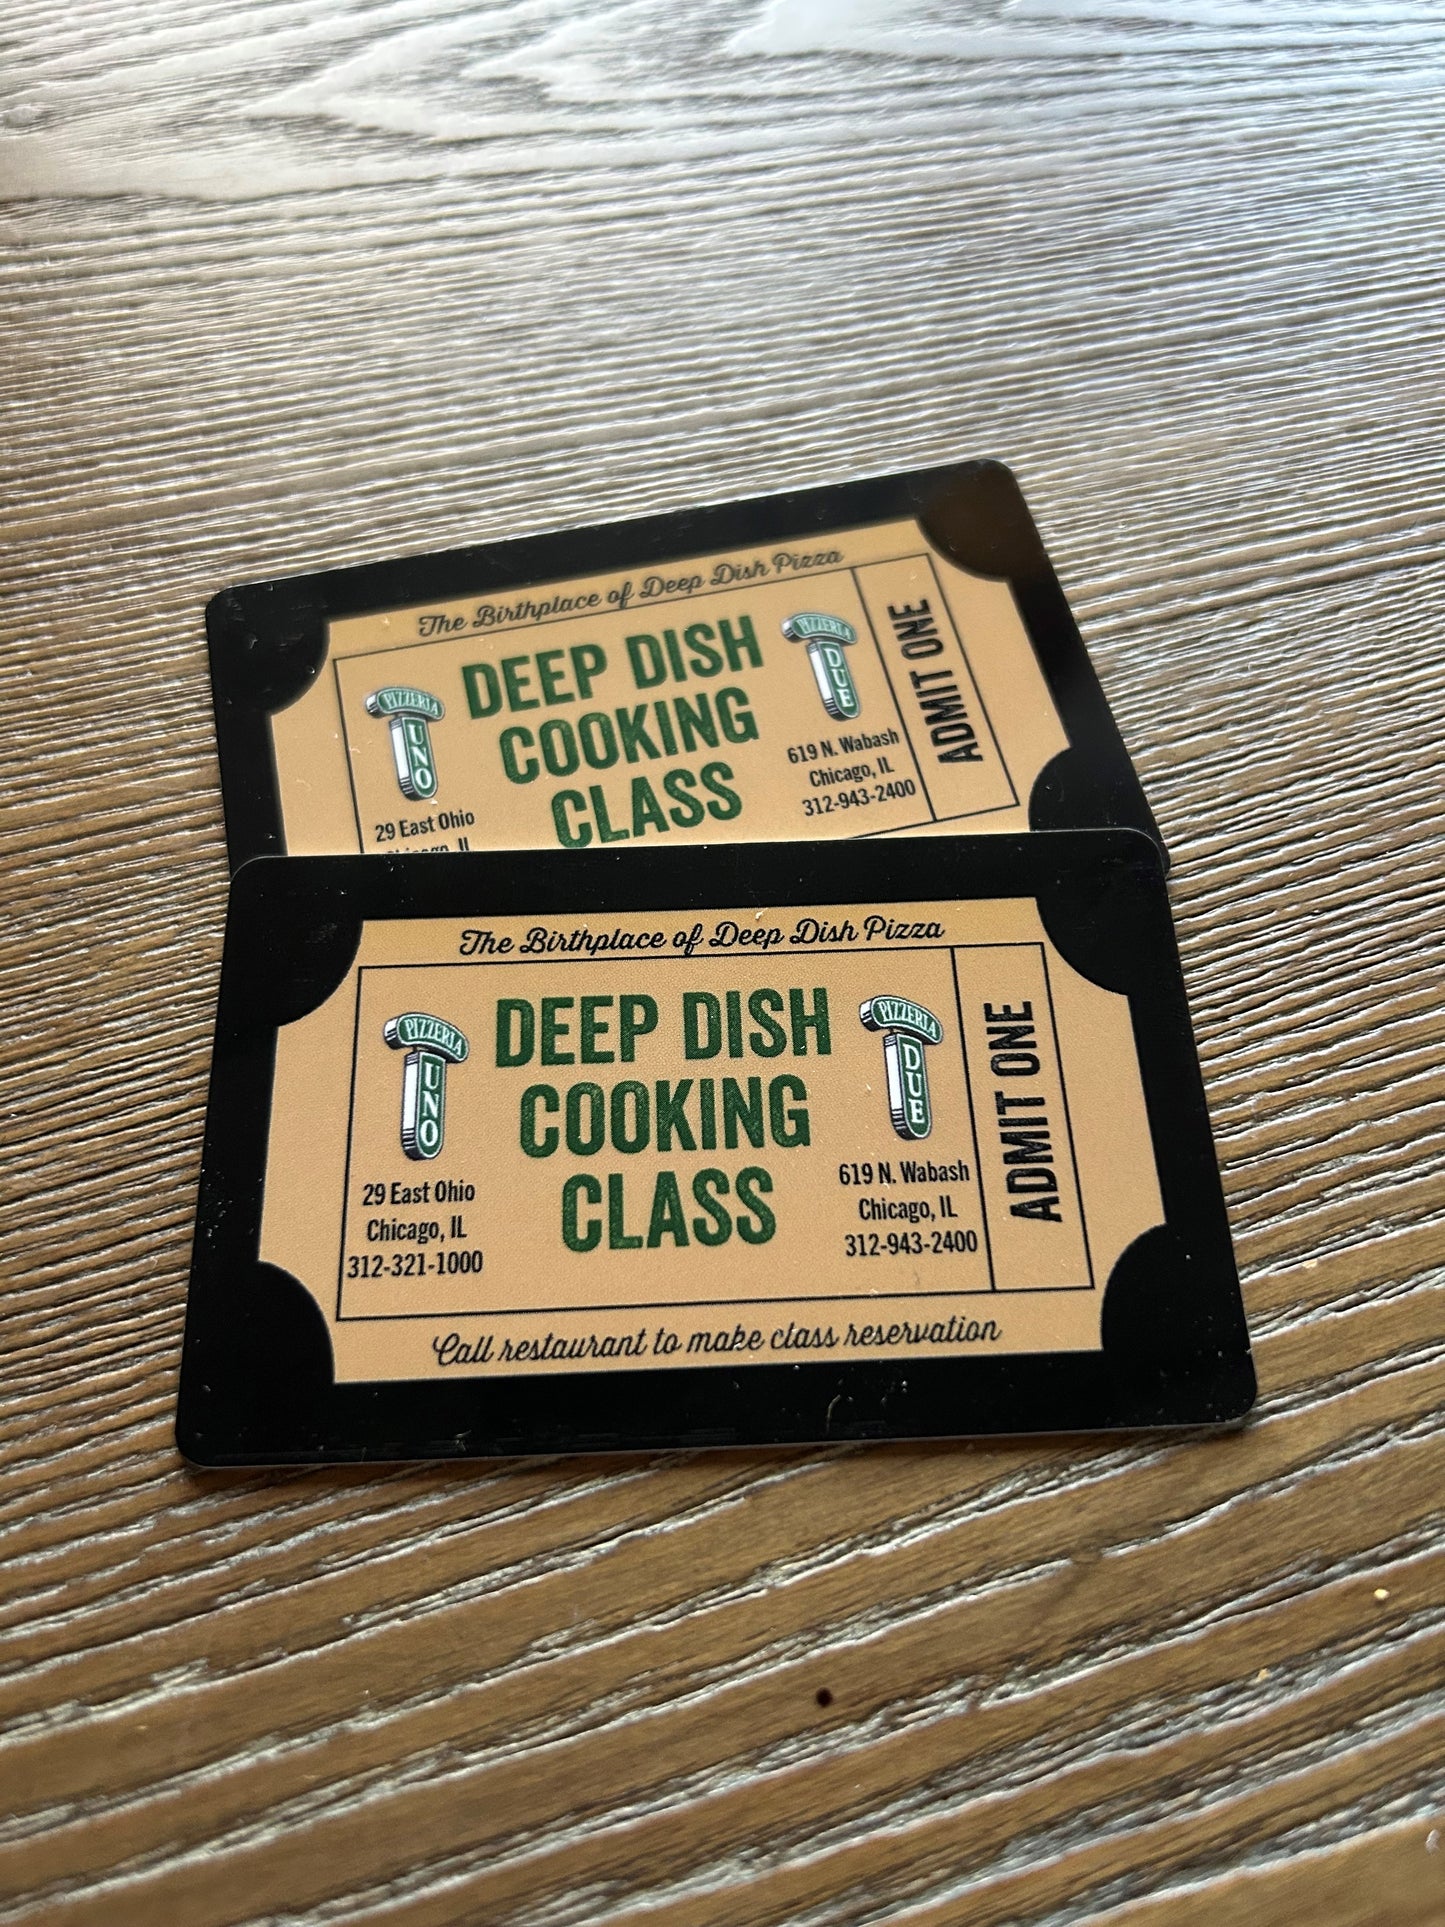 The Birthplace of Deep Dish Pizza
PIZZERIA
UNO
29 East Ohio
Chicago, IL
DEEP DISH
COOKING
CLASS
PIZZERIA
DUE
619 N. Wabash
Chicago, IL
312-943-2400
ADMIT ONE
The Birthplace of Deep Dish Pizza
PIZZERIA
UNO
29 East Ohio
Chicago, IL
312-321-1000
DEEP DISH
COOKING
CLASS
PIZZERIA
DUE
619 N. Wabash
Chicago, IL
312-943-2400
ADMIT ONE
Call restaurant to make class reservation